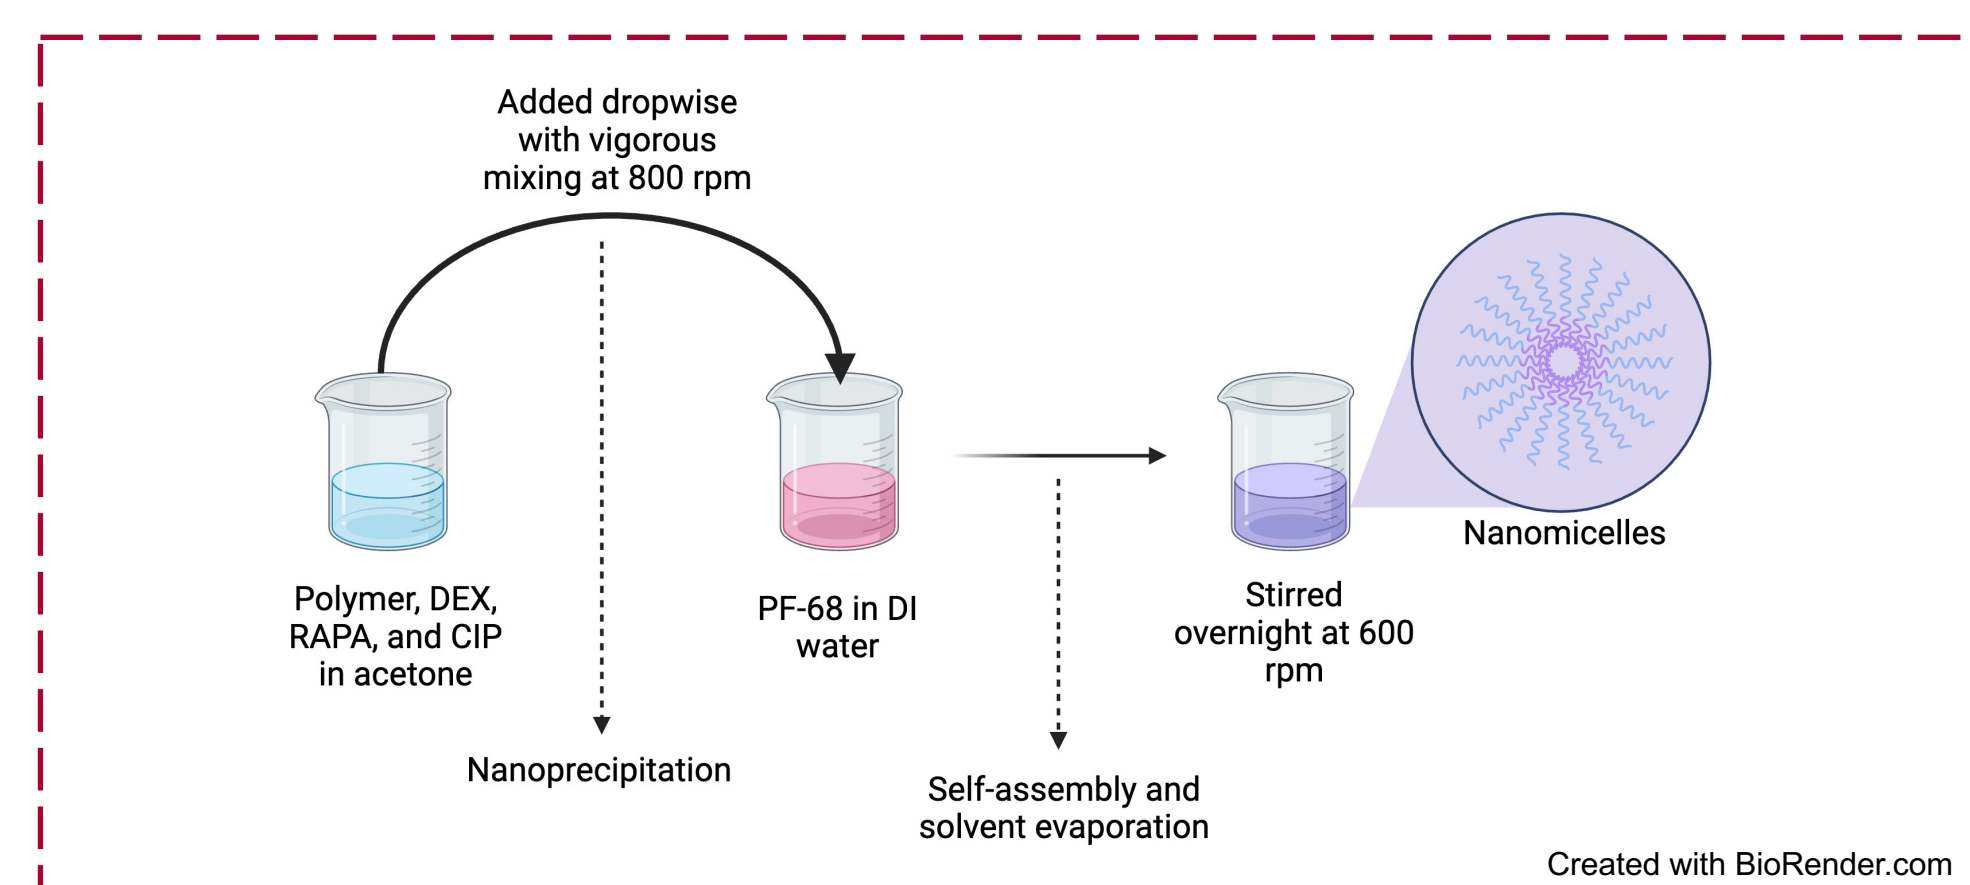 Added dropwise
with vigorous
mixing at 800 rpm
Polymer, DEX,
RAPA, and CIP
in acetone
PF-68 in DI
water
Stirred
overnight at 600
rpm
Nanomicelles
Nanoprecipitation
Self-assembly and
solvent evaporation
Created with BioRender.com